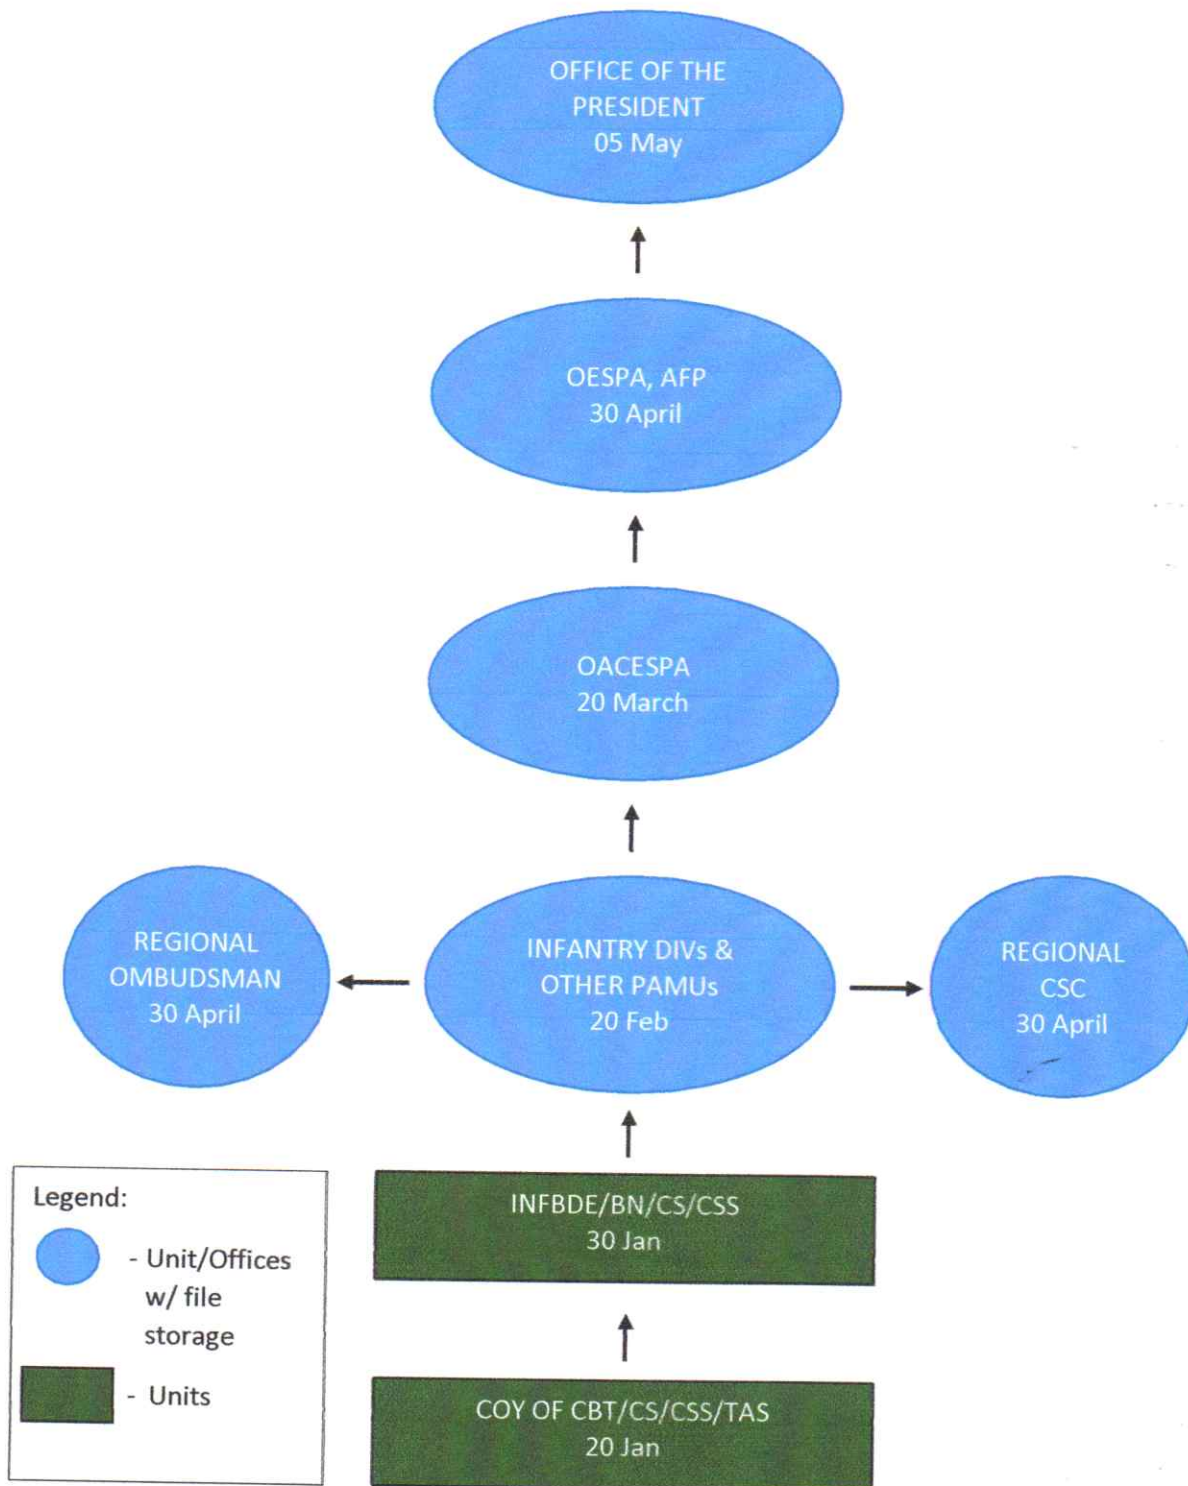 OFFICE OF THE
PRESIDENT
05 May
OESPA, AFP
30 April
OACESPA
20 March
REGIONAL
OMBUDSMAN
30 April
INFANTRY DIVs &
OTHER PAMUs
20 Feb
REGIONAL
CSC
30 April
INFBDE/BN/CS/CSS
30 Jan
COY OF CBT/CS/CSS/TAS
20 Jan
Legend:
- Unit/Offices
w/ file
storage
- Units